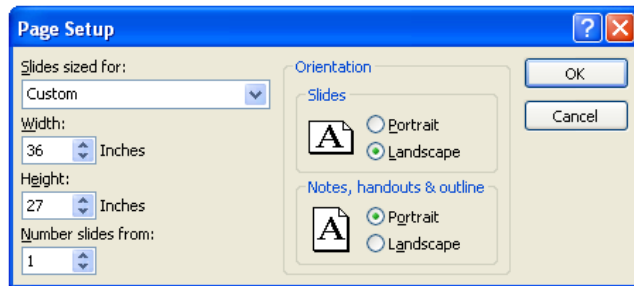 Page Setup
Slides sized for:
Custom
Width:
36 Inches
Height:
27 Inches
Number slides from:
1
Orientation
Slides
A
Portrait
Landscape
Notes, handouts & outline
A
Portrait
Landscape
?
OK
Cancel